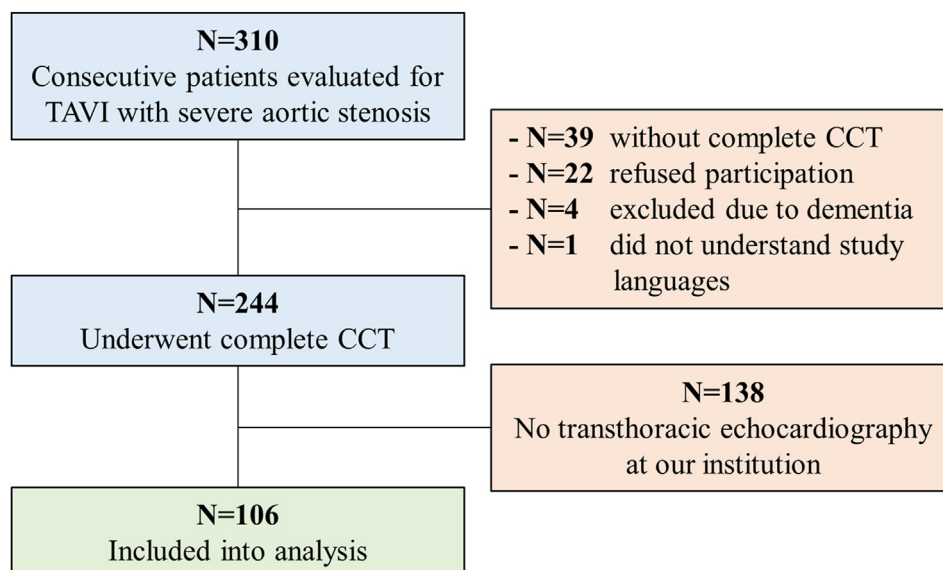 N=310
Consecutive patients evaluated for
TAVI with severe aortic stenosis
- N=39 without complete CCT
- N=22 refused participation
- N=4 excluded due to dementia
- N=1 did not understand study
languages
N=244
Underwent complete CCT
N=138
No transthoracic echocardiography
at our institution
N=106
Included into analysis